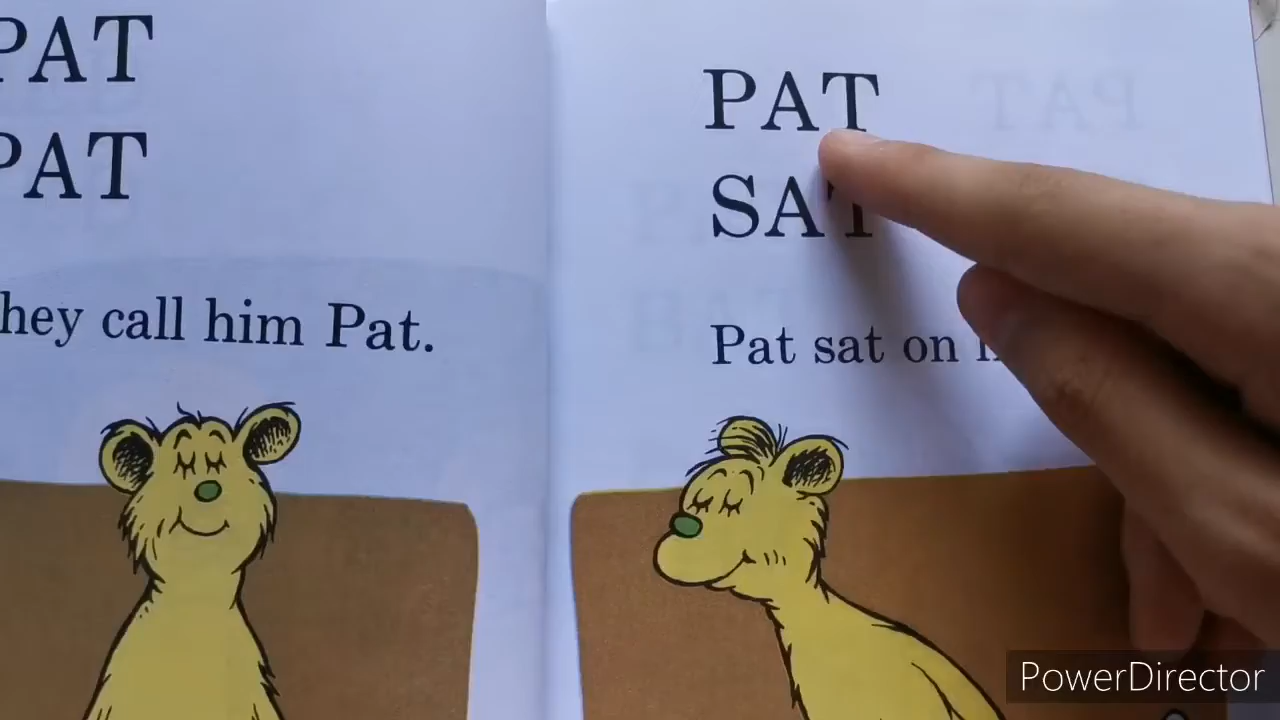 PAT
PAT
hey call him Pat.
PAT
SAT
Pat sat on
PowerDirector